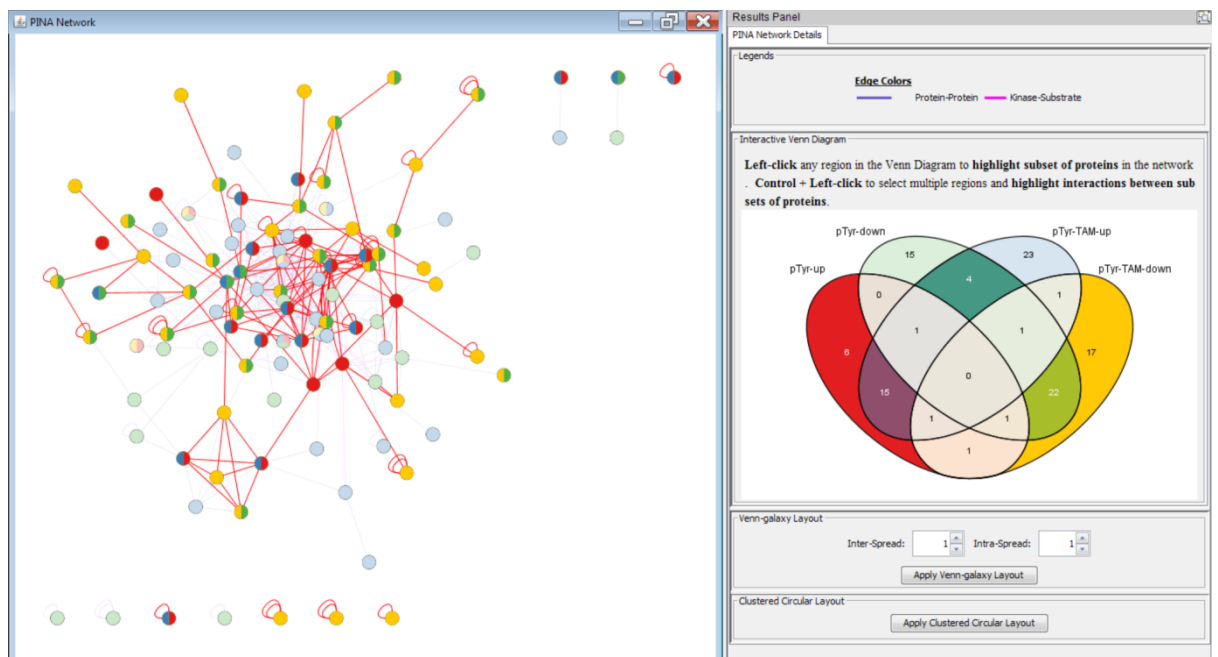 PINA Network
Results Panel
PINA Network Details
Legends
Edge Colors
Protein-Protein Kinase-Substrate
Interactive Venn Diagram
Left-click any region in the Venn Diagram to highlight subset of proteins in the network
. Control + Left-click to select multiple regions and highlight interactions between sub
sets of proteins.
pTyr-down pTyr-TAM-up
pTyr-up pTyr-TAM-down
15 23
4
0 1
1 1
6 17
0
15 22
1 1
1
Venn-galaxy Layout
Inter-Spread: 1 Intra-Spread: 1
Apply Venn-galaxy Layout
Clustered Circular Layout
Apply Clustered Circular Layout